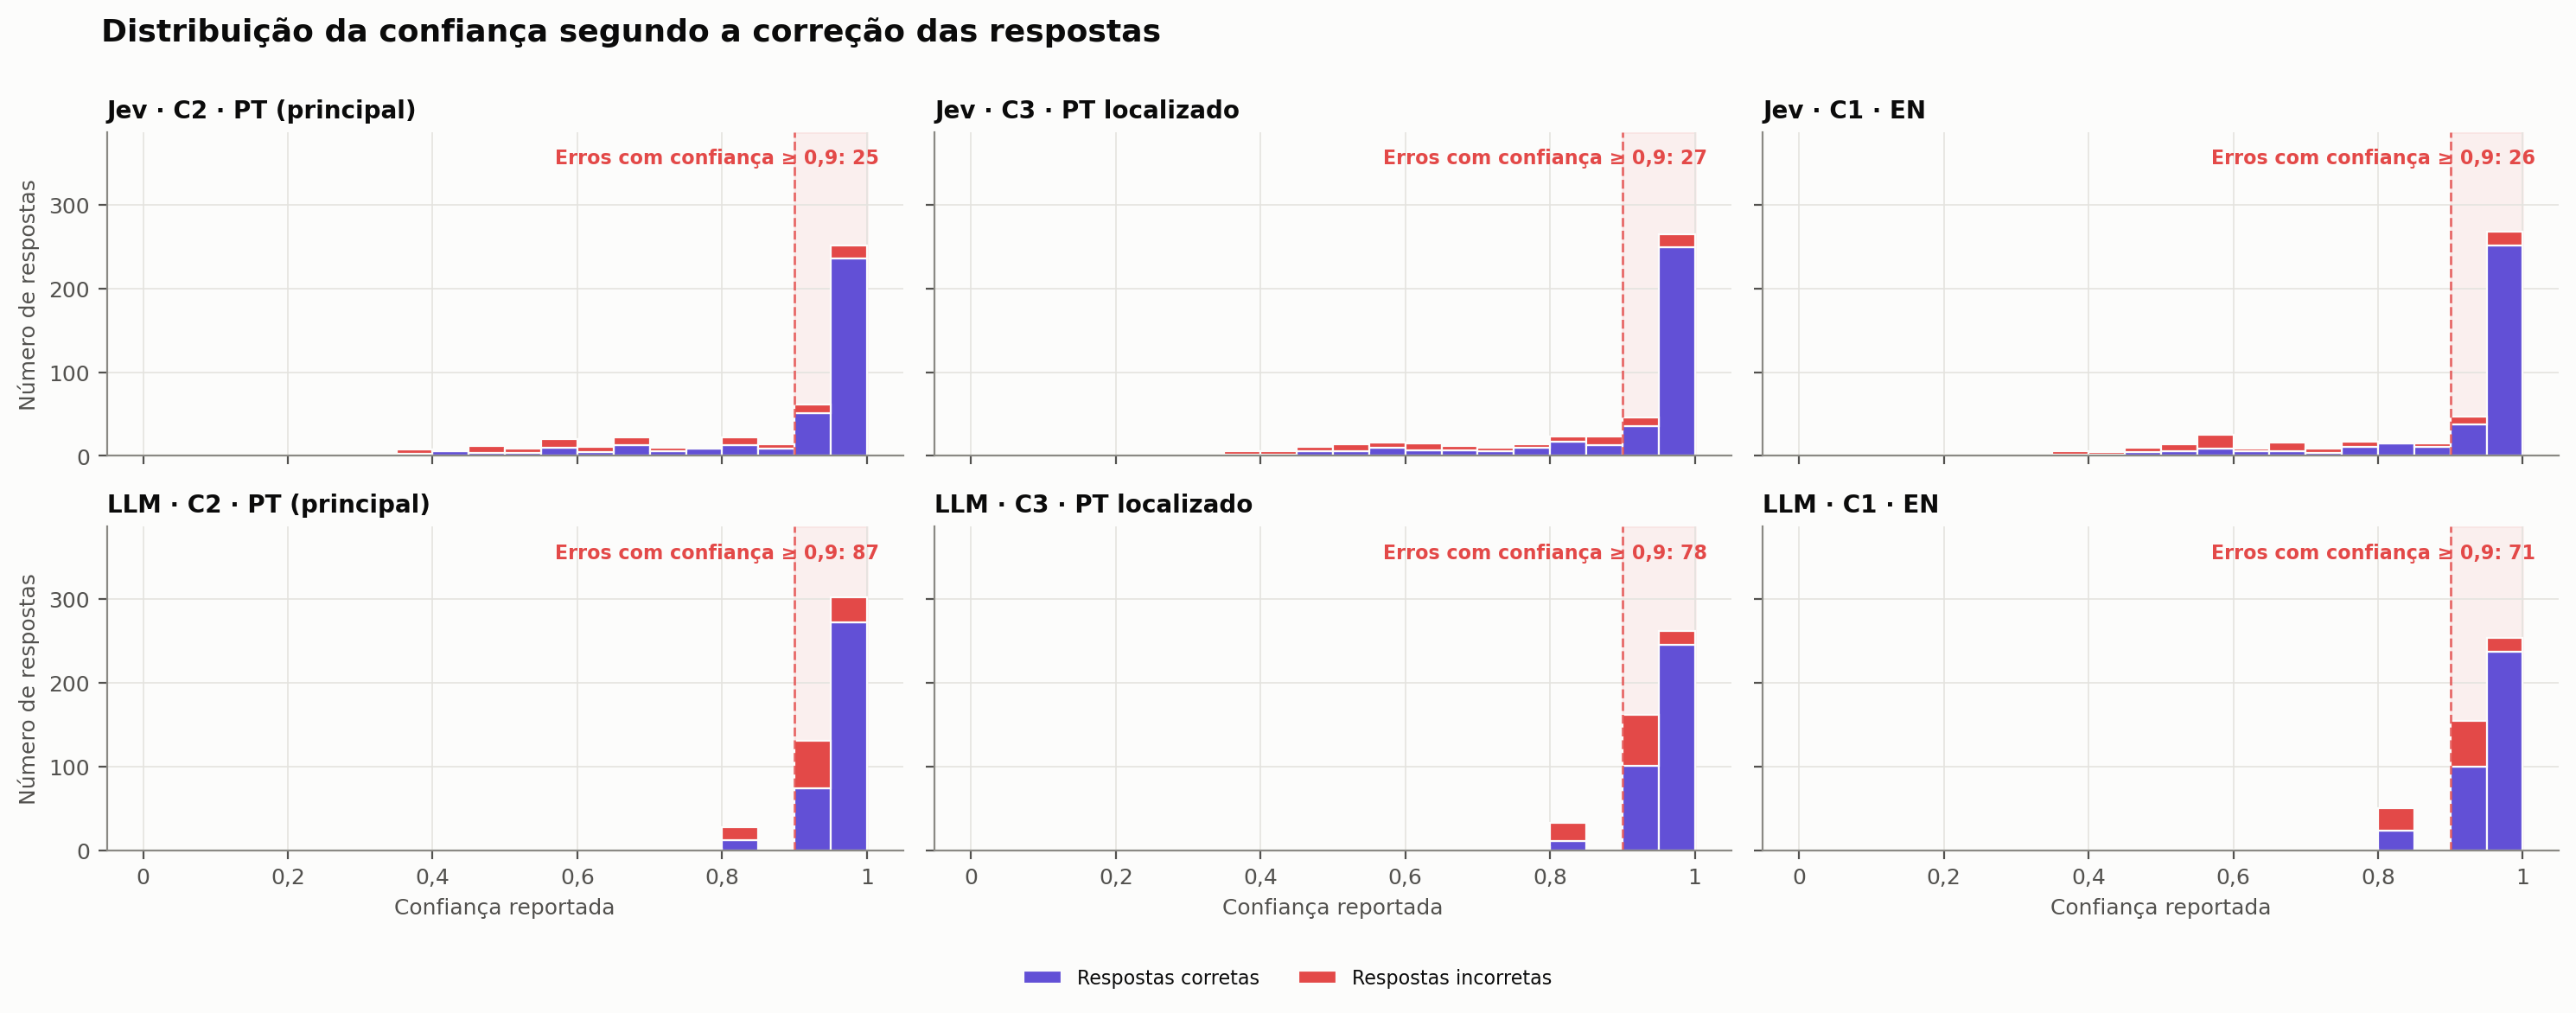 Distribuição da confiança segundo a correção das respostas
Jev · C2 · PT (principal)
Jev · C3 · PT localizado
Jev · C1 · EN
Erros com confiança ≥ 0,9: 25
Erros com confiança ≥ 0,9: 27
Erros com confiança ≥ 0,9: 26
Número de respostas
300
200
100
0
LLM · C2 · PT (principal)
LLM · C3 · PT localizado
LLM · C1 · EN
Erros com confiança ≥ 0,9: 87
Erros com confiança ≥ 0,9: 78
Erros com confiança ≥ 0,9: 71
Número de respostas
300
200
100
0
0 0,2 0,4 0,6 0,8 1
0 0,2 0,4 0,6 0,8 1
0 0,2 0,4 0,6 0,8 1
Confiança reportada
Confiança reportada
Confiança reportada
Respostas corretas
Respostas incorretas